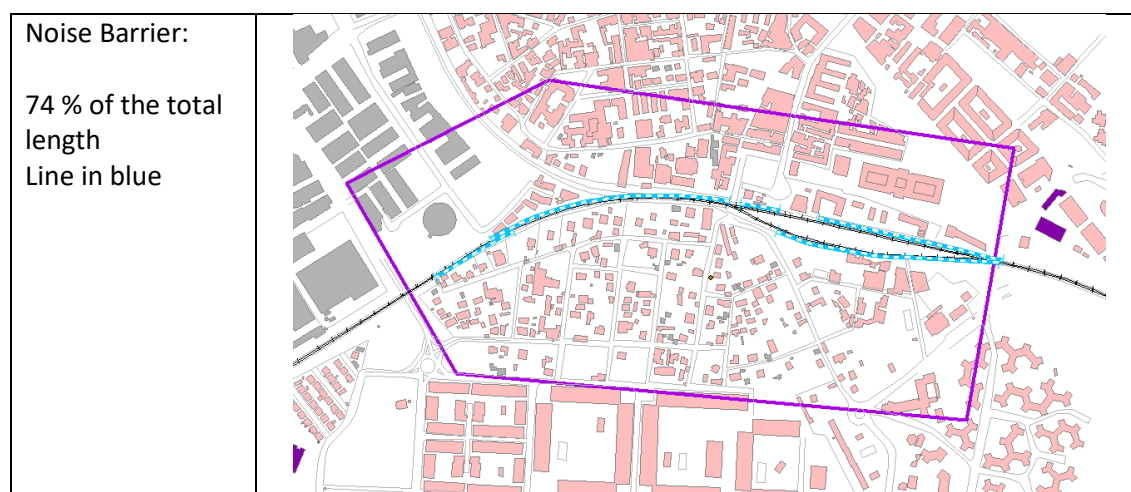 Noise Barrier:
74 % of the total
length
Line in blue